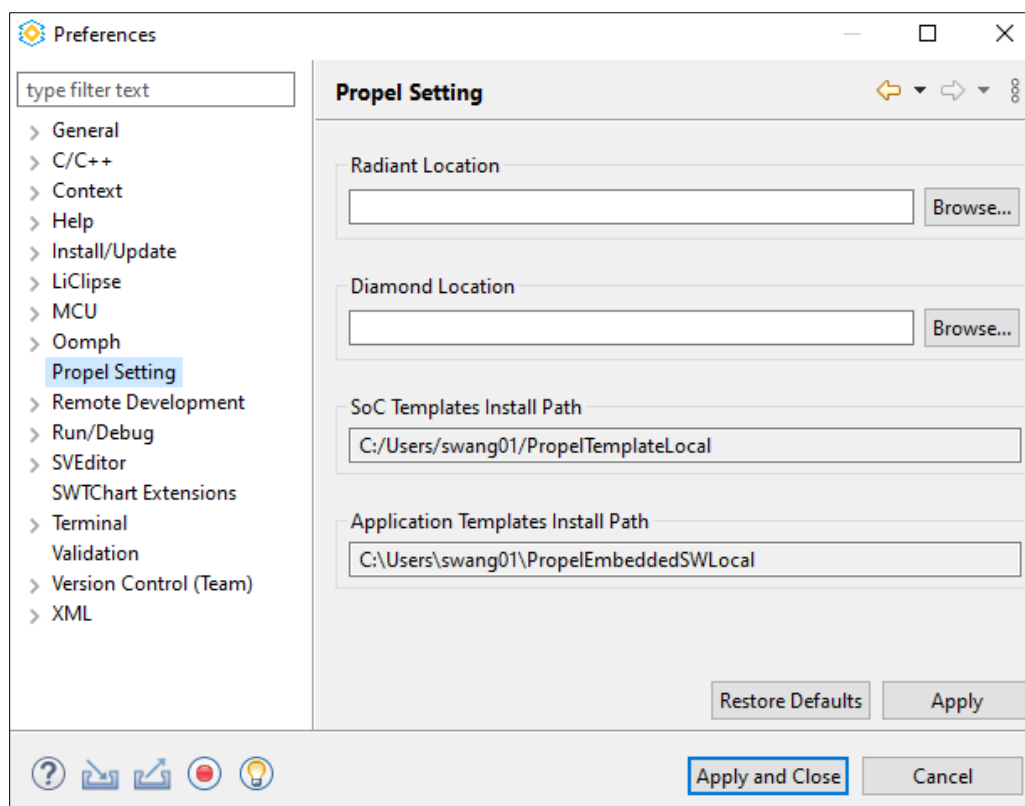 Preferences
type filter text
General
C/C++
Context
Help
Install/Update
LiClipse
MCU
Oomph
Propel Setting
Remote Development
Run/Debug
SVEditor
SWTChart Extensions
Terminal
Validation
Version Control (Team)
XML
Propel Setting
Radiant Location
Browse...
Diamond Location
Browse...
SoC Templates Install Path
C:/Users/swang01/PropelTemplateLocal
Application Templates Install Path
C:\Users\swang01\PropelEmbeddedSWLocal
Restore Defaults
Apply
?
Apply and Close
Cancel